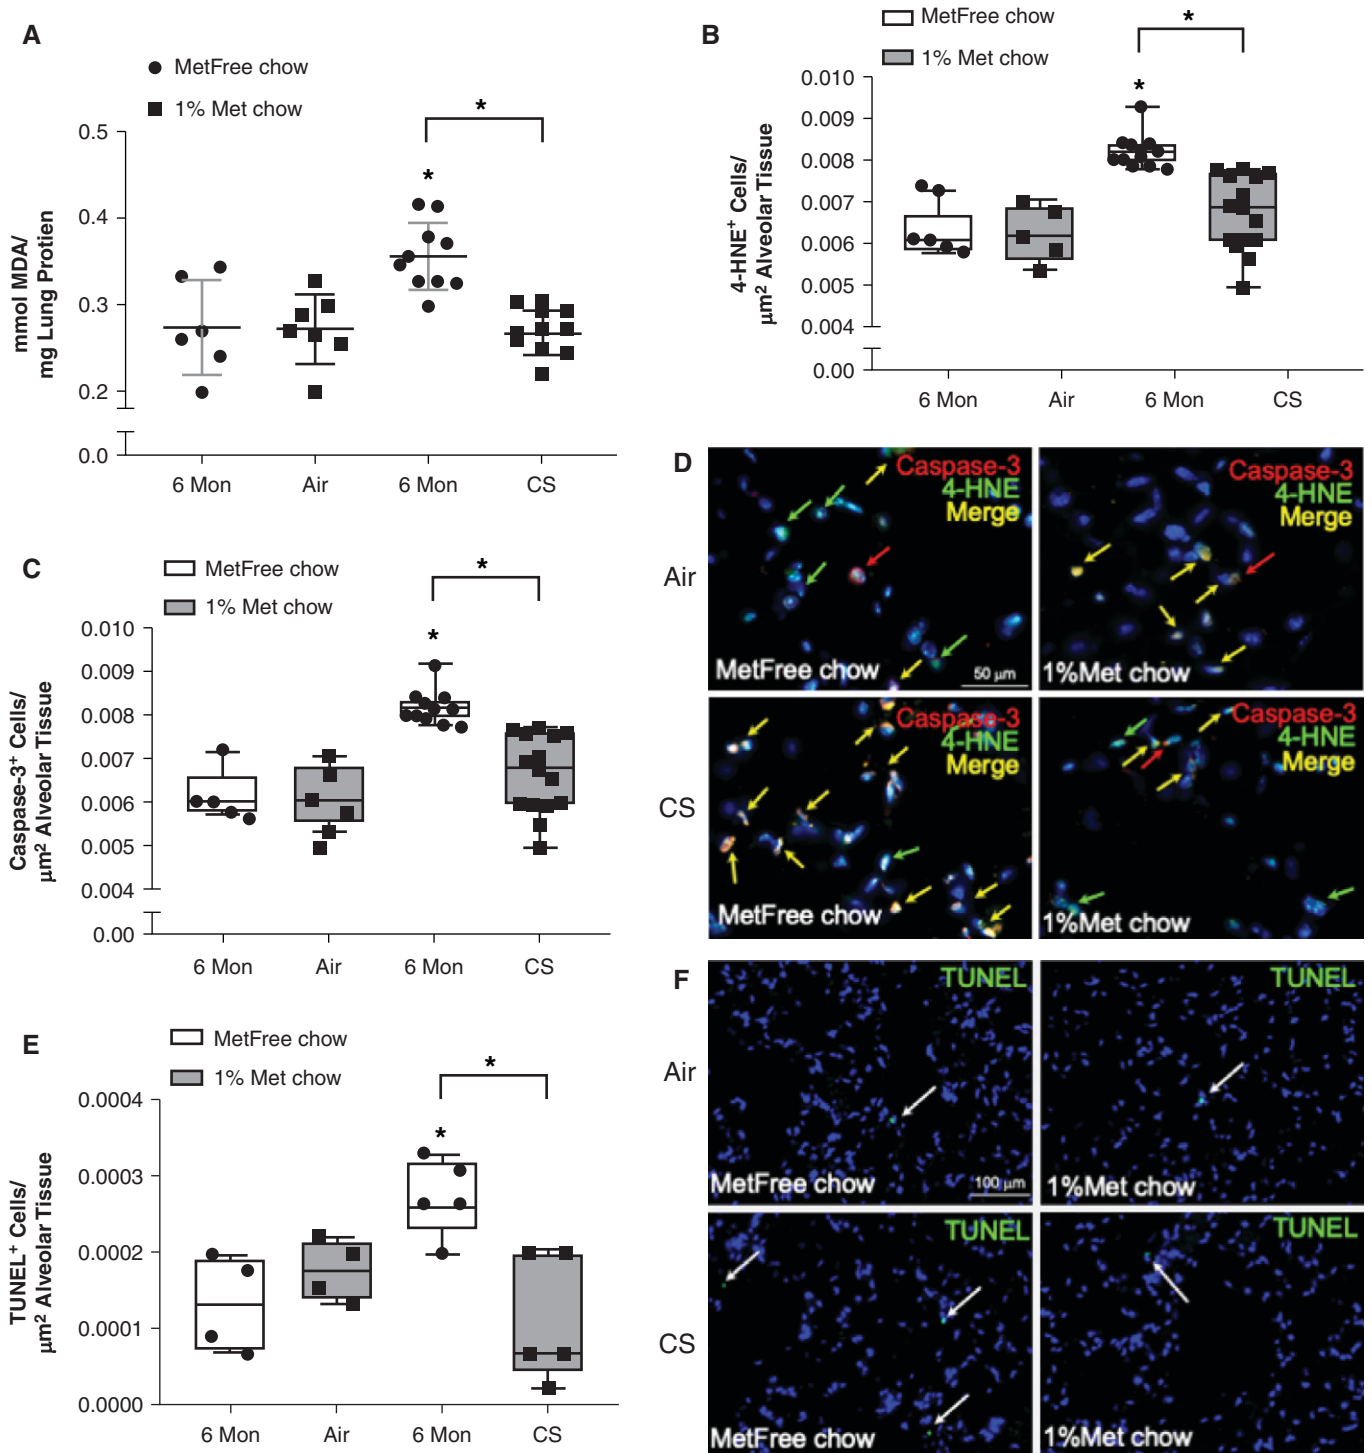 A
MetFree chow
1% Met chow
*
*
mmol MDA/
mg Lung Protien
0.5
0.4
0.3
0.2
0.0
6 Mon
Air
6 Mon
CS
B
MetFree chow
1% Met chow
*
*
4-HNE+ Cells/
μm2 Alveolar Tissue
0.010
0.009
0.008
0.007
0.006
0.005
0.004
0.00
6 Mon
Air
6 Mon
CS
C
MetFree chow
1% Met chow
*
*
Caspase-3+ Cells/
μm2 Alveolar Tissue
0.010
0.009
0.008
0.007
0.006
0.005
0.004
0.00
6 Mon
Air
6 Mon
CS
D
Air
Caspase-3
4-HNE
Merge
MetFree chow
50 μm
Caspase-3
4-HNE
Merge
1%Met chow
CS
Caspase-3
4-HNE
Merge
MetFree chow
Caspase-3
4-HNE
Merge
1%Met chow
E
MetFree chow
1% Met chow
*
*
TUNEL+ Cells/
μm2 Alveolar Tissue
0.0004
0.0003
0.0002
0.0001
0.0000
6 Mon
Air
6 Mon
CS
F
Air
TUNEL
MetFree chow
100 μm
TUNEL
1%Met chow
CS
TUNEL
MetFree chow
TUNEL
1%Met chow